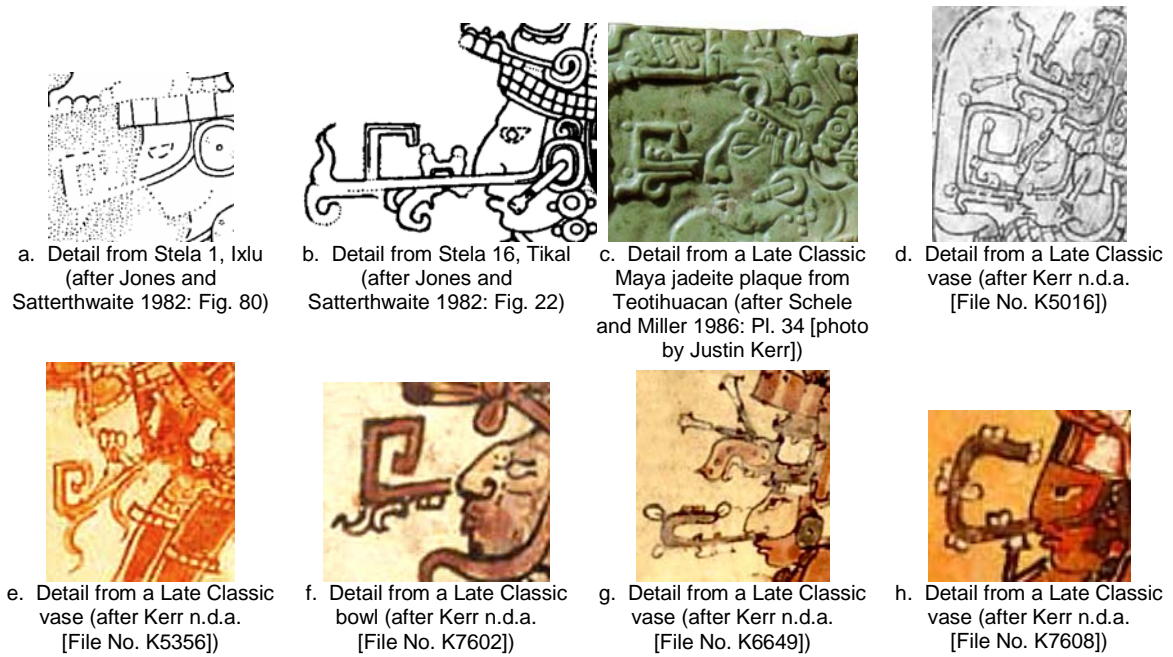 a. Detail from Stela 1, Ixlu
(after Jones and
Satterthwaite 1982: Fig. 80)
b. Detail from Stela 16, Tikal
(after Jones and
Satterthwaite 1982: Fig. 22)
c. Detail from a Late Classic
Maya jadeite plaque from
Teotihuacan (after Schele
and Miller 1986: Pl. 34 [photo
by Justin Kerr])
d. Detail from a Late Classic
vase (after Kerr n.d.a.
[File No. K5016])
e. Detail from a Late Classic
vase (after Kerr n.d.a.
[File No. K5356])
f. Detail from a Late Classic
bowl (after Kerr n.d.a.
[File No. K7602])
g. Detail from a Late Classic
vase (after Kerr n.d.a.
[File No. K6649])
h. Detail from a Late Classic
vase (after Kerr n.d.a.
[File No. K7608])